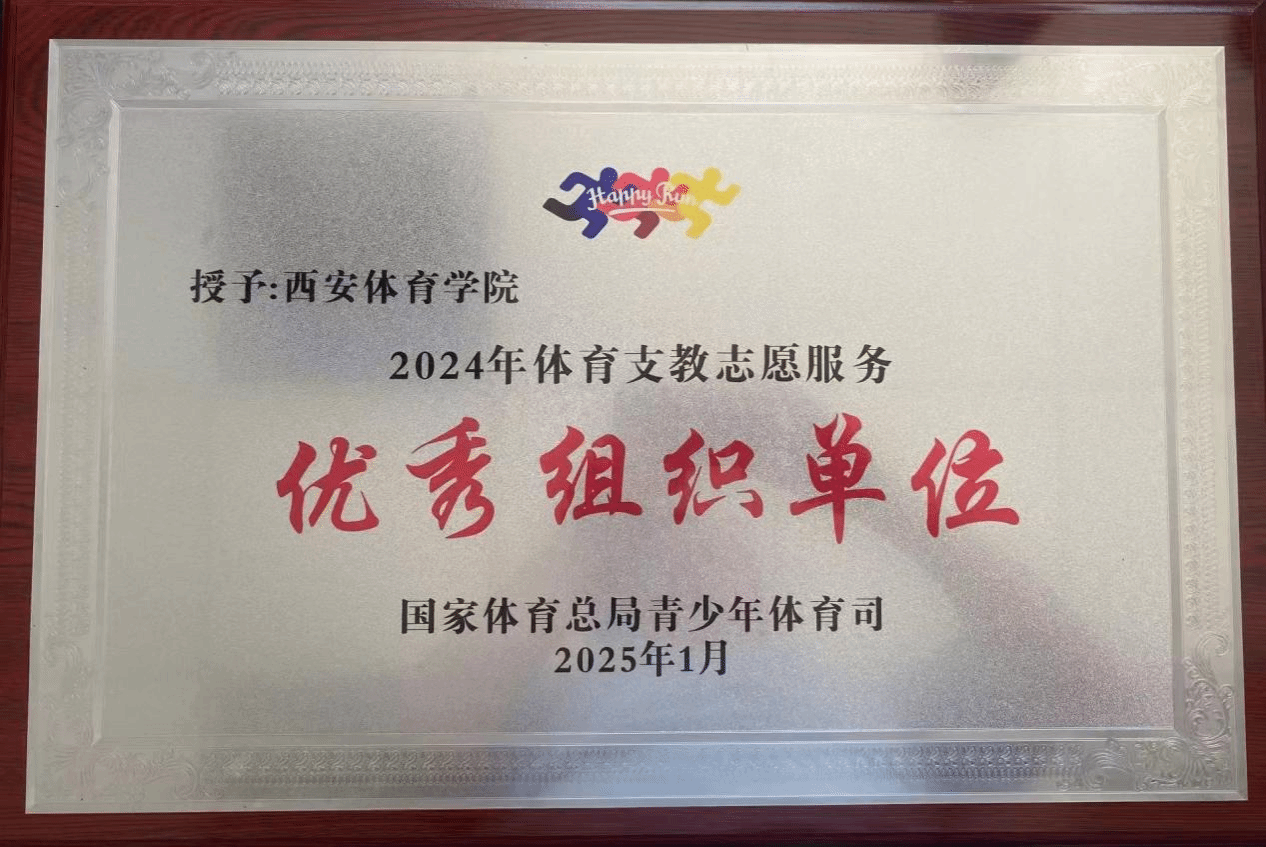 Happy Run
授予:西安体育学院
2024年体育支教志愿服务
优秀组织单位
国家体育总局青少年体育司
2025年1月